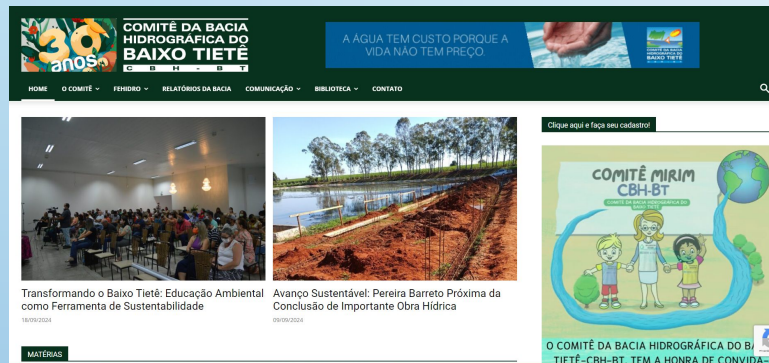 30
anos
COMITÊ DA BACIA
HIDROGRÁFICA DO
BAIXO TIETÊ
C B H - B T
A ÁGUA TEM CUSTO PORQUE A
VIDA NÃO TEM PREÇO.
COMITÊ DA BACIA
HIDROGRÁFICA DO
BAIXO TIETÊ
HOME O COMITÊ FEHIDRO RELATÓRIOS DA BACIA COMUNICAÇÃO BIBLIOTECA CONTATO
Transformando o Baixo Tietê: Educação Ambiental
como Ferramenta de Sustentabilidade
18/09/2024
Avanço Sustentável: Pereira Barreto Próxima da
Conclusão de Importante Obra Hídrica
09/09/2024
MATÉRIAS
Clique aqui e faça seu cadastro!
COMITÊ MIRIM
CBH-BT
COMITÊ DA BACIA HIDROGRÁFICA DO
BAIXO TIETÊ
O COMITÊ DA BACIA HIDROGRÁFICA DO
TIETÊ-CBH-BT, TEM A HONRA DE CONVIDA